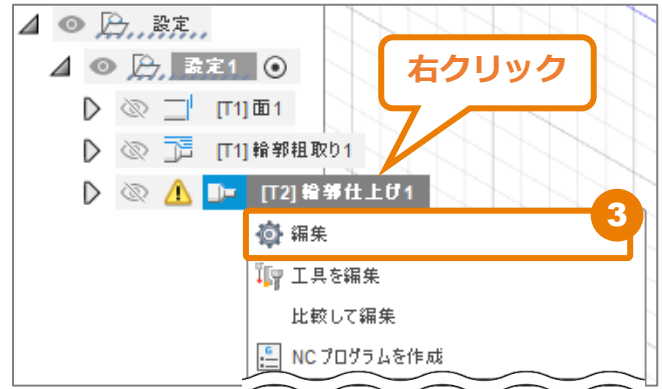 設定
設定1
右クリック
[T1]面1
[T1]輪郭粗取り1
[T2]輪郭仕上げ1
3
編集
工具を編集
比較して編集
G
NCプログラムを作成